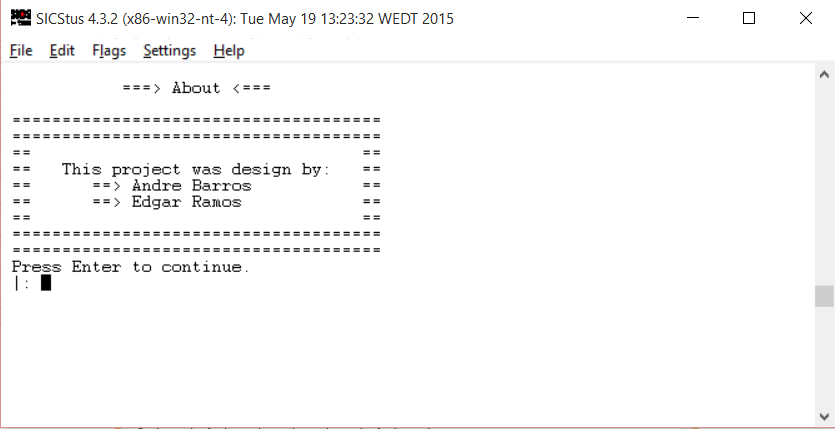 SICStus 4.3.2 (x86-win32-nt-4): Tue May 19 13:23:32 WEDT 2015
File Edit Flags Settings Help
===> About <===
=====================================
=====================================
== ==
== This project was design by: ==
== ==> Andre Barros ==
== ==> Edgar Ramos ==
== ==
=====================================
=====================================
Press Enter to continue.
|: